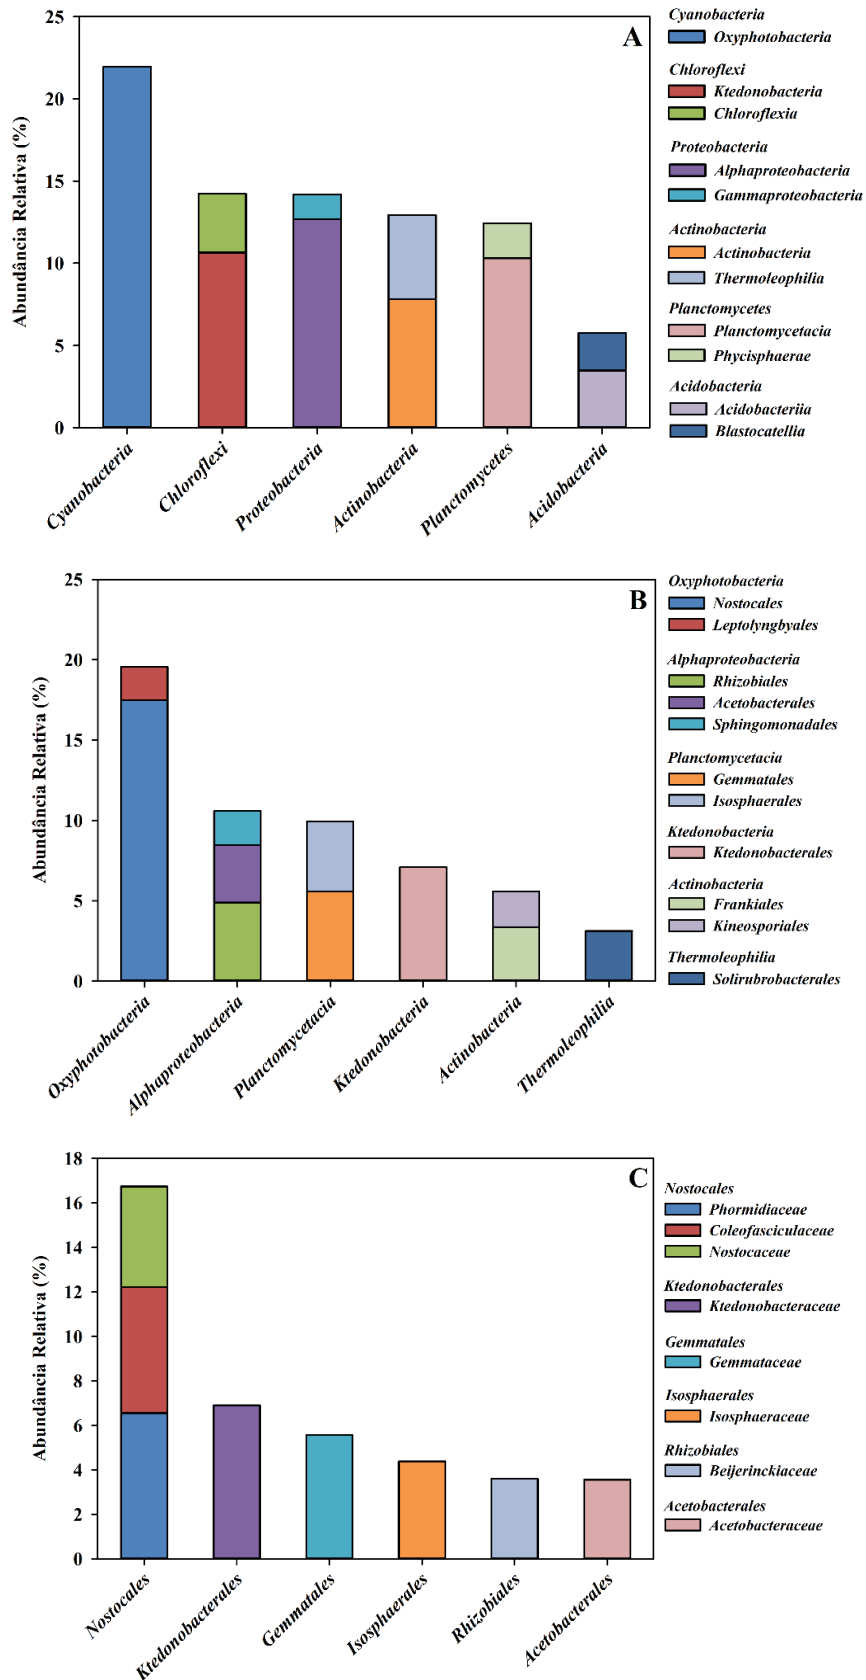 A
Abundância Relativa (%)
25
20
15
10
5
0
Cyanobacteria
Chloroflexi
Proteobacteria
Actinobacteria
Planctomycetes
Acidobacteria
Cyanobacteria
Oxyphotobacteria
Chloroflexi
Ktedonobacteria
Chloroflexia
Proteobacteria
Alphaproteobacteria
Gammaproteobacteria
Actinobacteria
Actinobacteria
Thermoleophilia
Planctomycetes
Planctomycetacia
Phycisphaerae
Acidobacteria
Acidobacteriia
Blastocatellia
B
Abundância Relativa (%)
25
20
15
10
5
0
Oxyphotobacteria
Alphaproteobacteria
Planctomycetacia
Ktedonobacteria
Actinobacteria
Thermoleophilia
Oxyphotobacteria
Nostocales
Leptolyngbyales
Alphaproteobacteria
Rhizobiales
Acetobacterales
Sphingomonadales
Planctomycetacia
Gemmatales
Isosphaerales
Ktedonobacteria
Ktedonobacterales
Actinobacteria
Frankiales
Kineosporiales
Thermoleophilia
Solirubrobacterales
C
Abundância Relativa (%)
18
16
14
12
10
8
6
4
2
0
Nostocales
Ktedonobacterales
Gemmatales
Isosphaerales
Rhizobiales
Acetobacterales
Nostocales
Phormidiaceae
Coleofasciculaceae
Nostocaceae
Ktedonobacterales
Ktedonobacteraceae
Gemmatales
Gemmataceae
Isosphaerales
Isosphaeraceae
Rhizobiales
Beijerinckiaceae
Acetobacterales
Acetobacteraceae